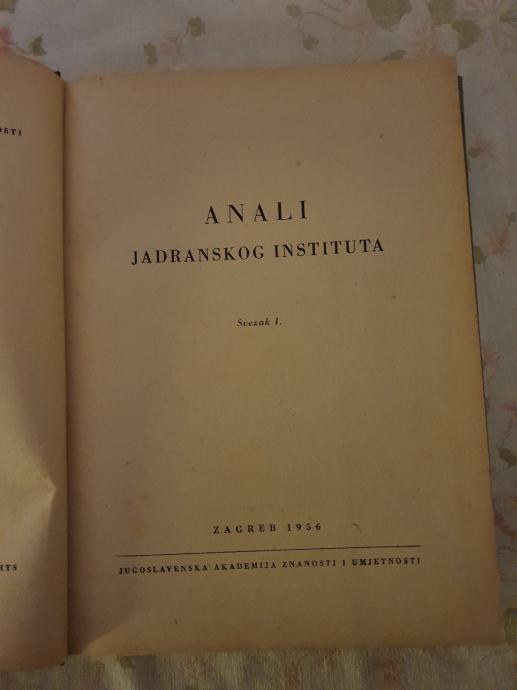 ANALI
JADRANSKOG INSTITUTA
Svezak I.
ZAGREB 1956
JUGOSLAVENSKA AKADEMIJA ZNANOSTI I UMJETNOSTI